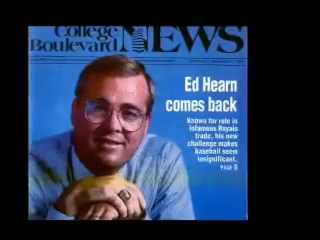 College
Boulevard NEWS
Ed Hearn
comes back
Known for role in
infamous Royals
trade, his new
challenge makes
baseball seem
insignificant.
PAGE 8